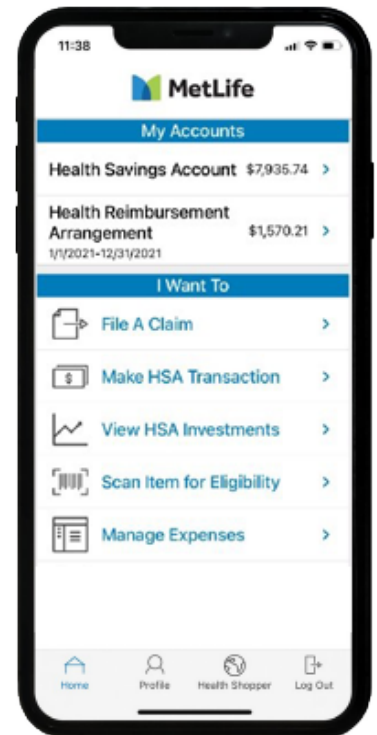 11:38
MetLife
My Accounts
Health Savings Account $7,935.74 >
Health Reimbursement
Arrangement $1,570.21 >
1/1/2021-12/31/2021
I Want To
File A Claim >
$ Make HSA Transaction >
View HSA Investments >
Scan Item for Eligibility >
Manage Expenses >
Home Profile Health Shopper Log Out